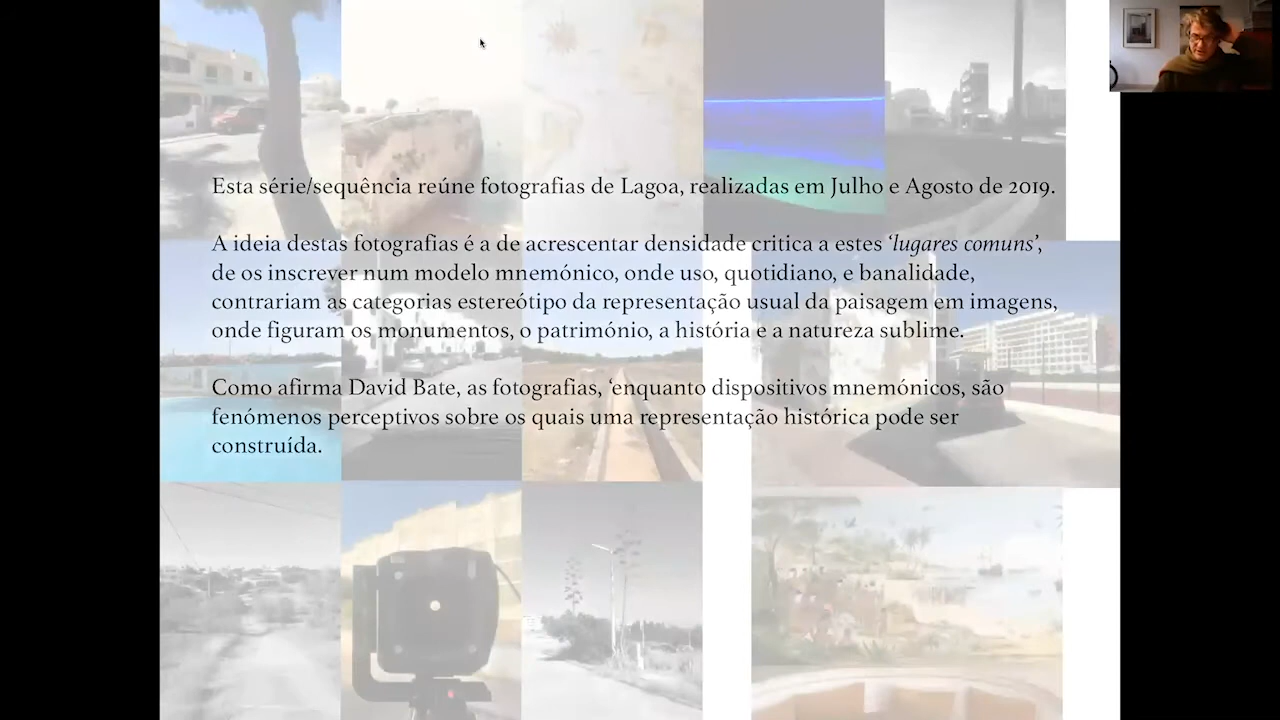 Esta série/sequência reúne fotografias de Lagoa, realizadas em Julho e Agosto de 2019.
A ideia destas fotografias é a de acrescentar densidade critica a estes ‘lugares comuns’,
de os inscrever num modelo mnemónico, onde uso, quotidiano, e banalidade,
contrariam as categorias estereótipo da representação usual da paisagem em imagens,
onde figuram os monumentos, o património, a história e a natureza sublime.
Como afirma David Bate, as fotografias, ‘enquanto dispositivos mnemónicos, são
fenómenos perceptivos sobre os quais uma representação histórica pode ser
construída.